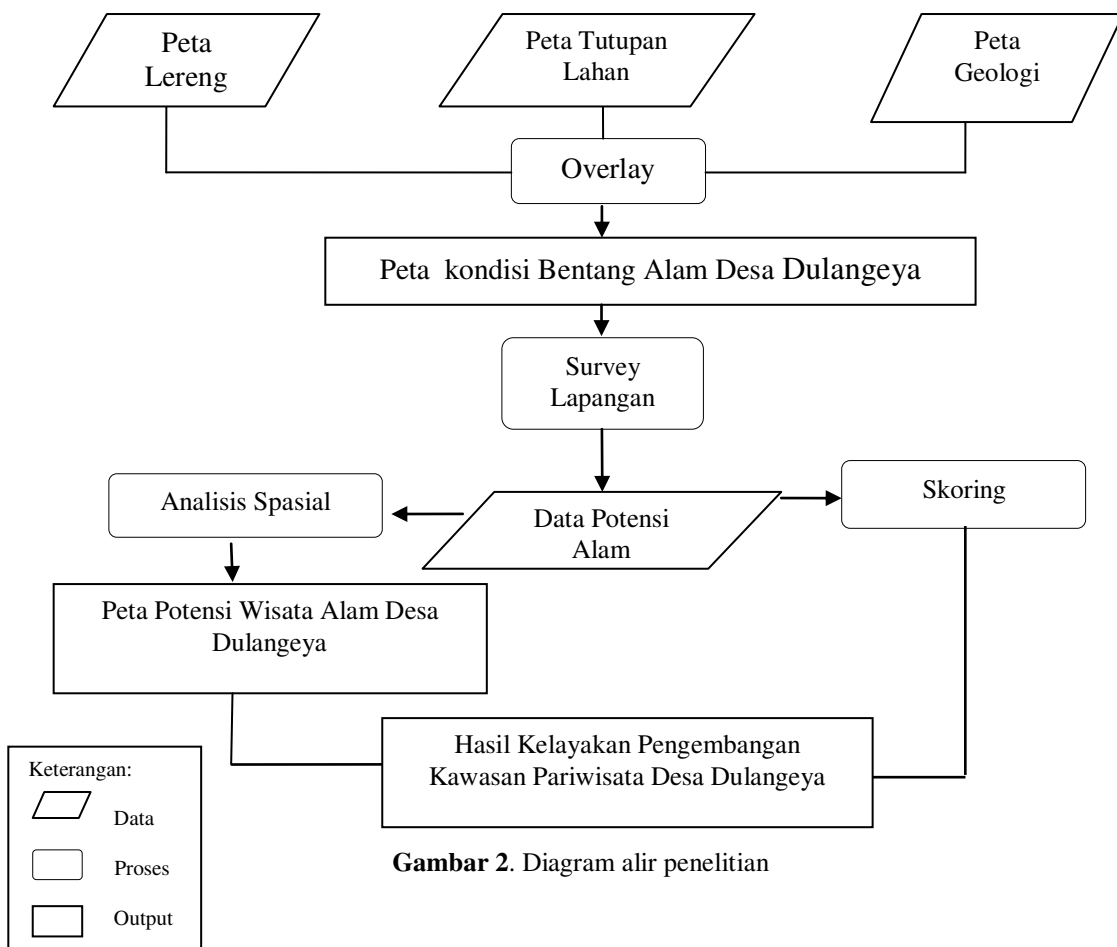 Peta
Lereng
Peta Tutupan
Lahan
Peta
Geologi
Overlay
Peta kondisi Bentang Alam Desa Dulangeya
Survey
Lapangan
Analisis Spasial
Data Potensi
Alam
Skoring
Peta Potensi Wisata Alam Desa
Dulangeya
Hasil Kelayakan Pengembangan
Kawasan Pariwisata Desa Dulangeya
Keterangan:
Data
Proses
Output
Gambar 2. Diagram alir penelitian